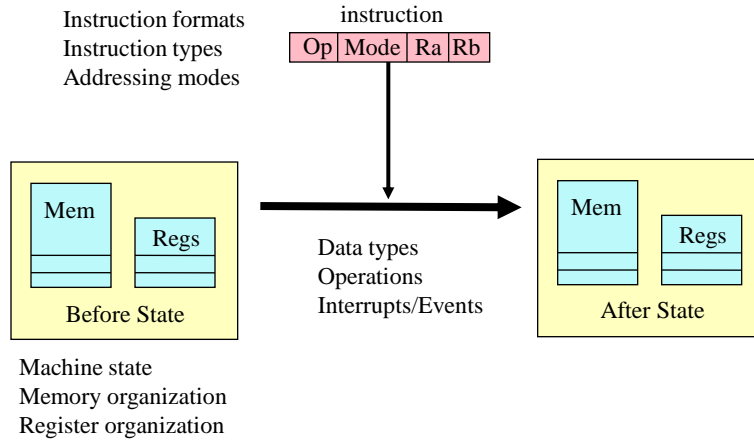 Instruction formats
Instruction types
Addressing modes
instruction
Op Mode Ra Rb
Mem
Regs
Before State
Data types
Operations
Interrupts/Events
Mem
Regs
After State
Machine state
Memory organization
Register organization